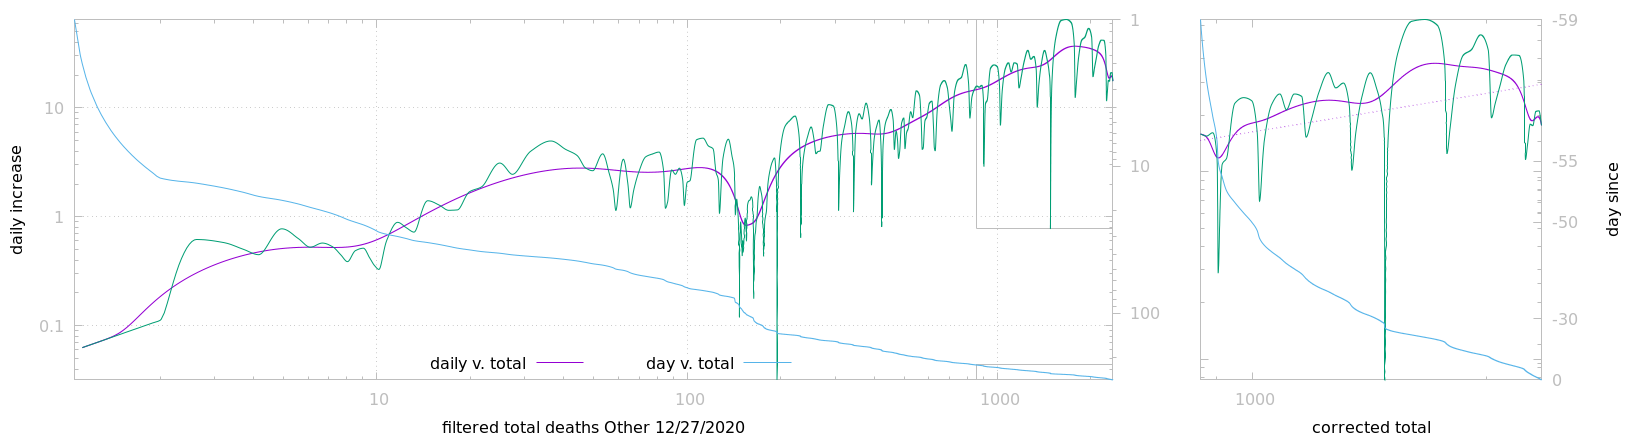 daily increase
10
1
0.1
daily v. total
day v. total
10
100
1000
filtered total deaths Other 12/27/2020
1
10
100
-59
-55
-50
-30
0
day since
1000
corrected total